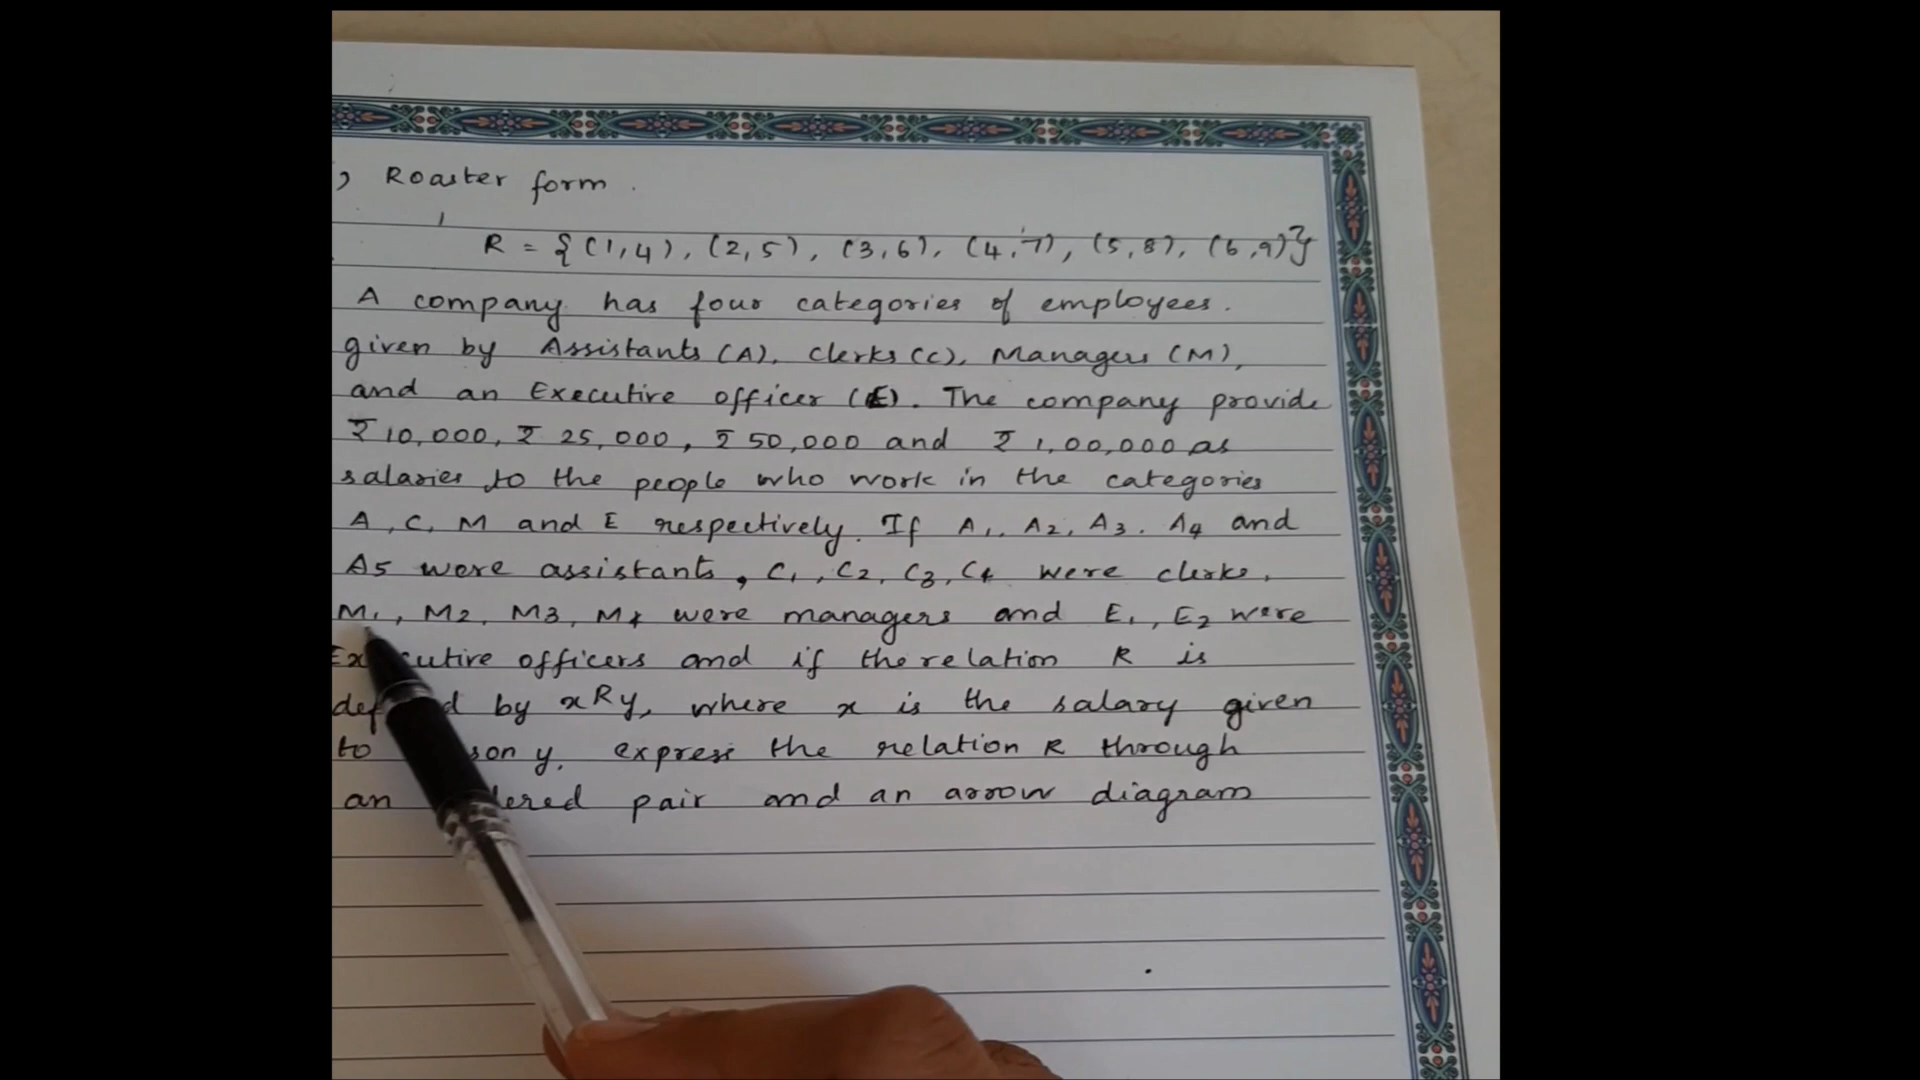 , Roaster form .
R = {(1,4), (2,5), (3,6), (4,7), (5,8), (6,9)}
A company has four categories of employees.
given by Assistants (A), Clerks (C), Managers (M),
and an Executive officer (E). The company provide
₹ 10,000, ₹ 25,000, ₹ 50,000 and ₹ 1,00,000 as
salaries to the people who work in the categories
A, C, M and E respectively. If A1, A2, A3, A4 and
A5 were assistants, C1, C2, C3, C4 were clerks,
M1, M2, M3, M4 were managers and E1, E2 were
officers and if the relation R is
by xRy, where x is the salary given
to y. express the relation R through
an pair and an arrow diagram